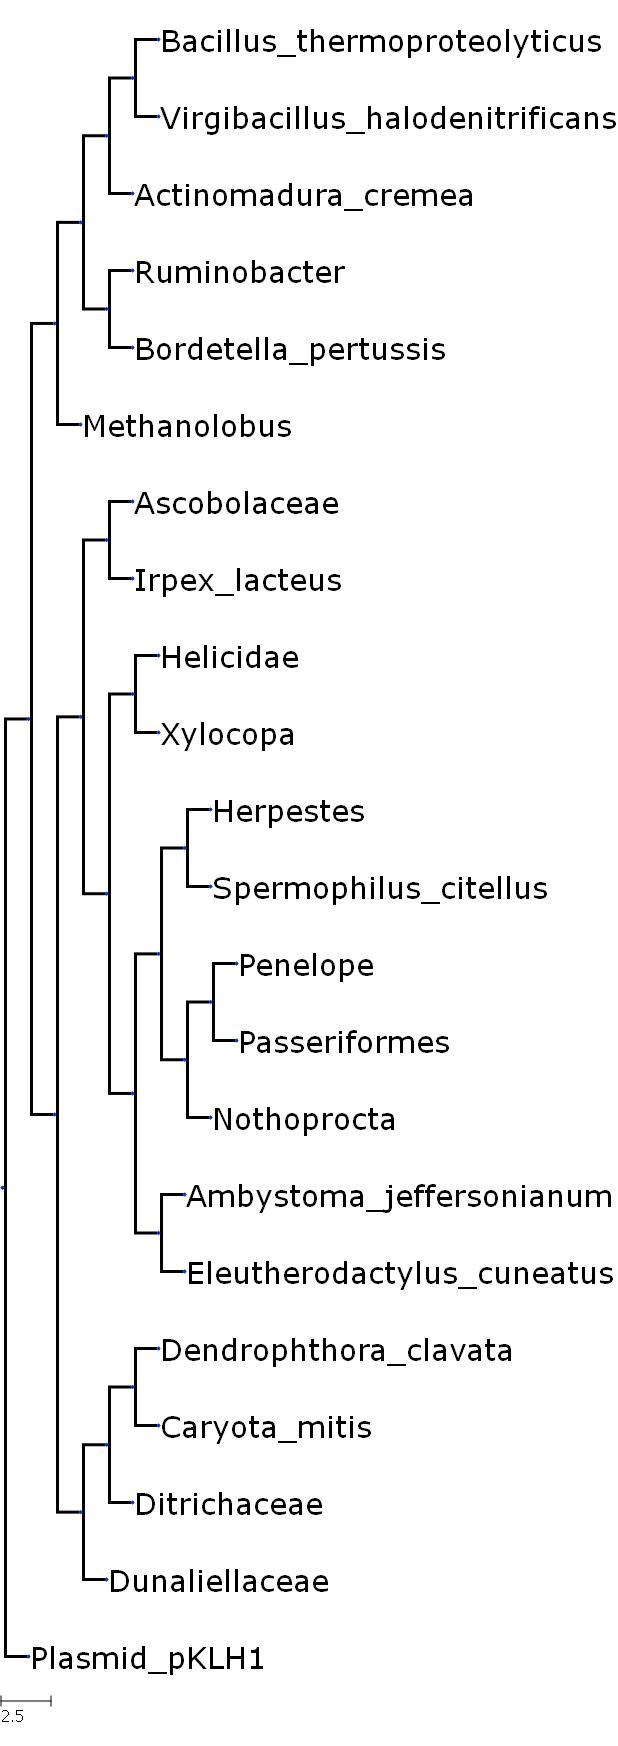 Bacillus_thermoproteolyticus
Virgibacillus_halodenitrificans
Actinomadura_cremea
Ruminobacter
Bordetella_pertussis
Methanolobus
Ascobolaceae
Irpex_lacteus
Helicidae
Xylocopa
Herpestes
Spermophilus_citellus
Penelope
Passeriformes
Nothoprocta
Ambystoma_jeffersonianum
Eleutherodactylus_cuneatus
Dendrophthora_clavata
Caryota_mitis
Ditrichaceae
Dunaliellaceae
Plasmid_pKLH1
2.5